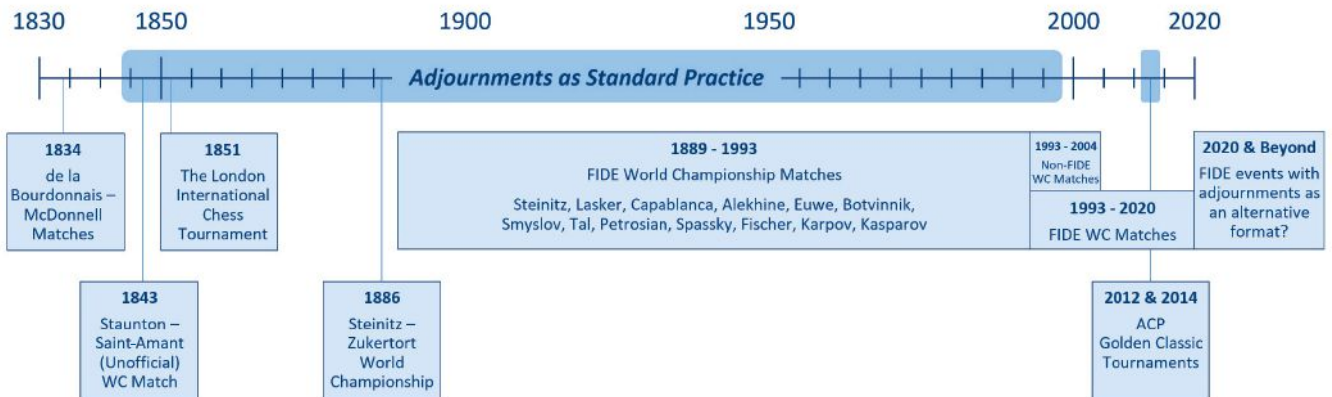 1830
1850
1900
1950
2000
2020
Adjournments as Standard Practice
1834
de la
Bourdonnais –
McDonnell
Matches
1851
The London
International
Chess
Tournament
1889 - 1993
FIDE World Championship Matches
Steinitz, Lasker, Capablanca, Alekhine, Euwe, Botvinnik,
Smyslov, Tal, Petrosian, Spassky, Fischer, Karpov, Kasparov
1993 - 2004
Non-FIDE
WC Matches
1993 - 2020
FIDE WC Matches
2020 & Beyond
FIDE events with
adjournments as
an alternative
format?
1843
Staunton –
Saint-Amant
(Unofficial)
WC Match
1886
Steinitz –
Zukertort
World
Championship
2012 & 2014
ACP
Golden Classic
Tournaments